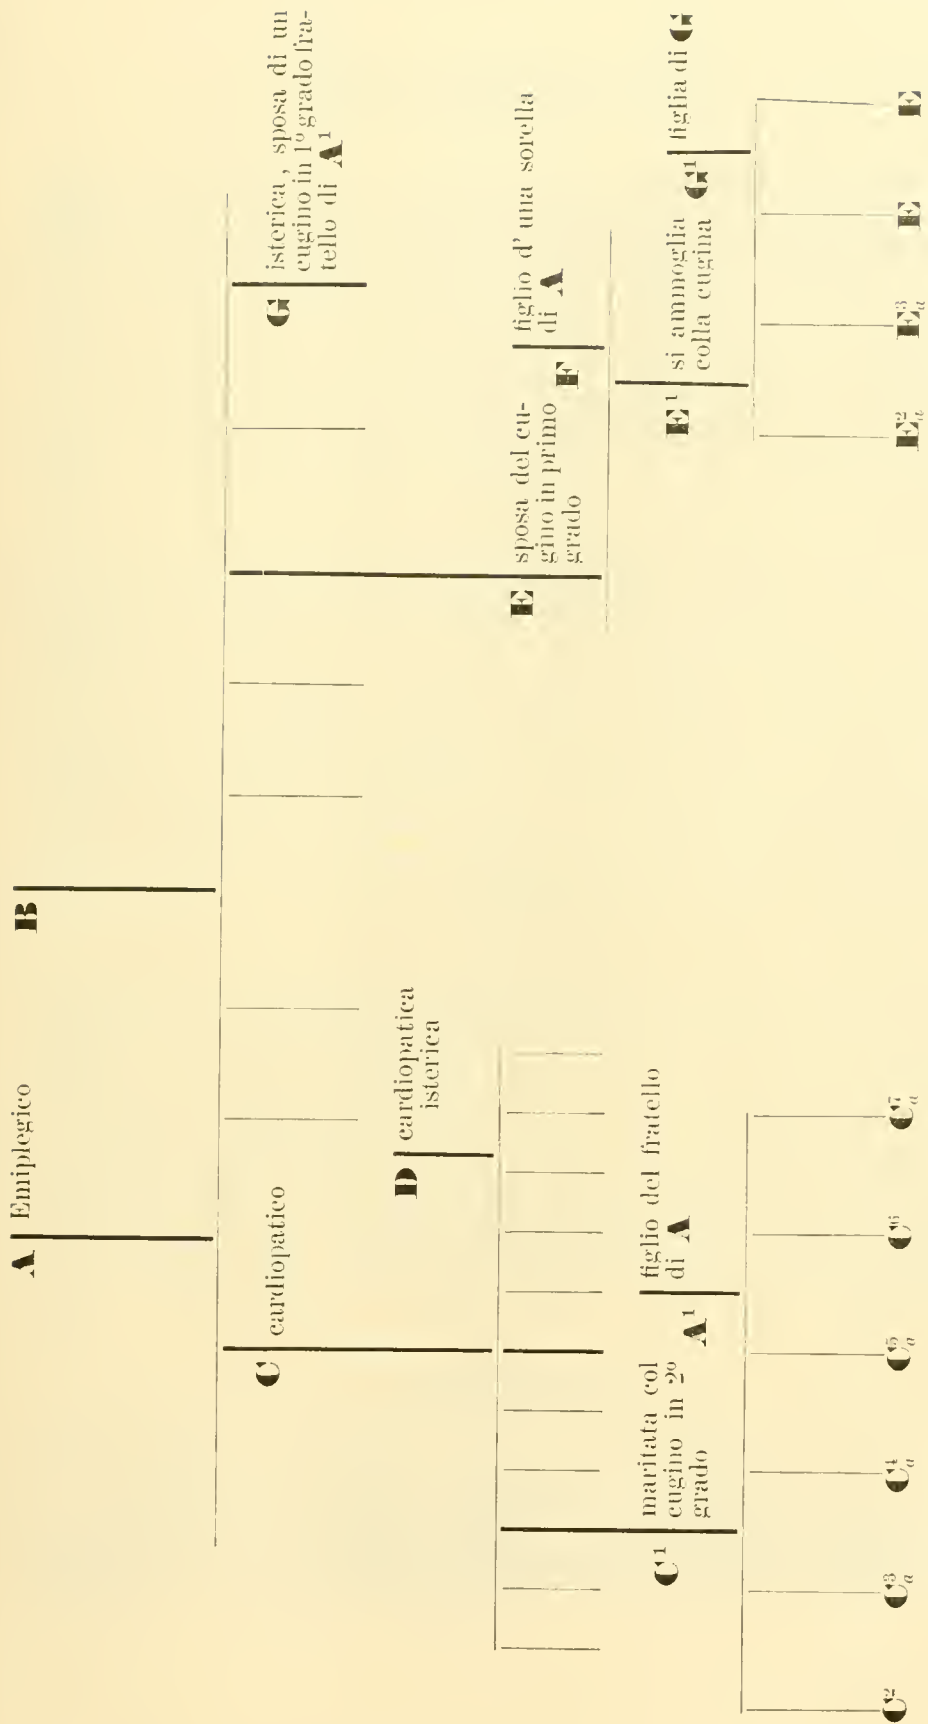 A Emiplegico
B
C cardiopatico
G isterica, sposa di un
cugino in 1º grado fra-
tello di A¹
D cardiopatica
isterica
E sposa del cu-
gino in primo
grado
F figlio d'una sorella
di A
C¹ maritata col
cugino in 2º
grado
A¹ figlio del fratello
di A
E¹ si ammoglia
colla cugina
G¹ figlia di G
C² C³ₐ C⁴ₐ C⁵ₐ C⁶ C⁷ₐ E²ₐ E³ₐ E E